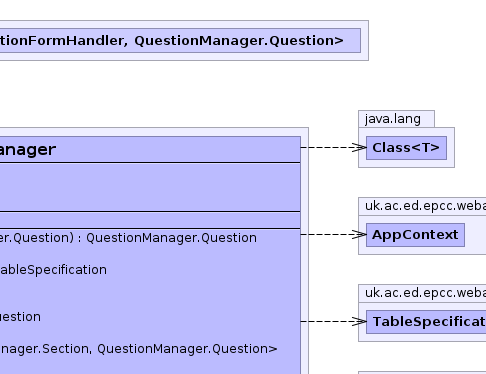 tionFormHandler, QuestionManager.Question>
java.lang
anager
Class<T>
uk.ac.ed.epcc.weba
er.Question) : QuestionManager.Question
AppContext
ableSpecification
uk.ac.ed.epcc.weba
uestion
TableSpecificat
nager.Section, QuestionManager.Question>